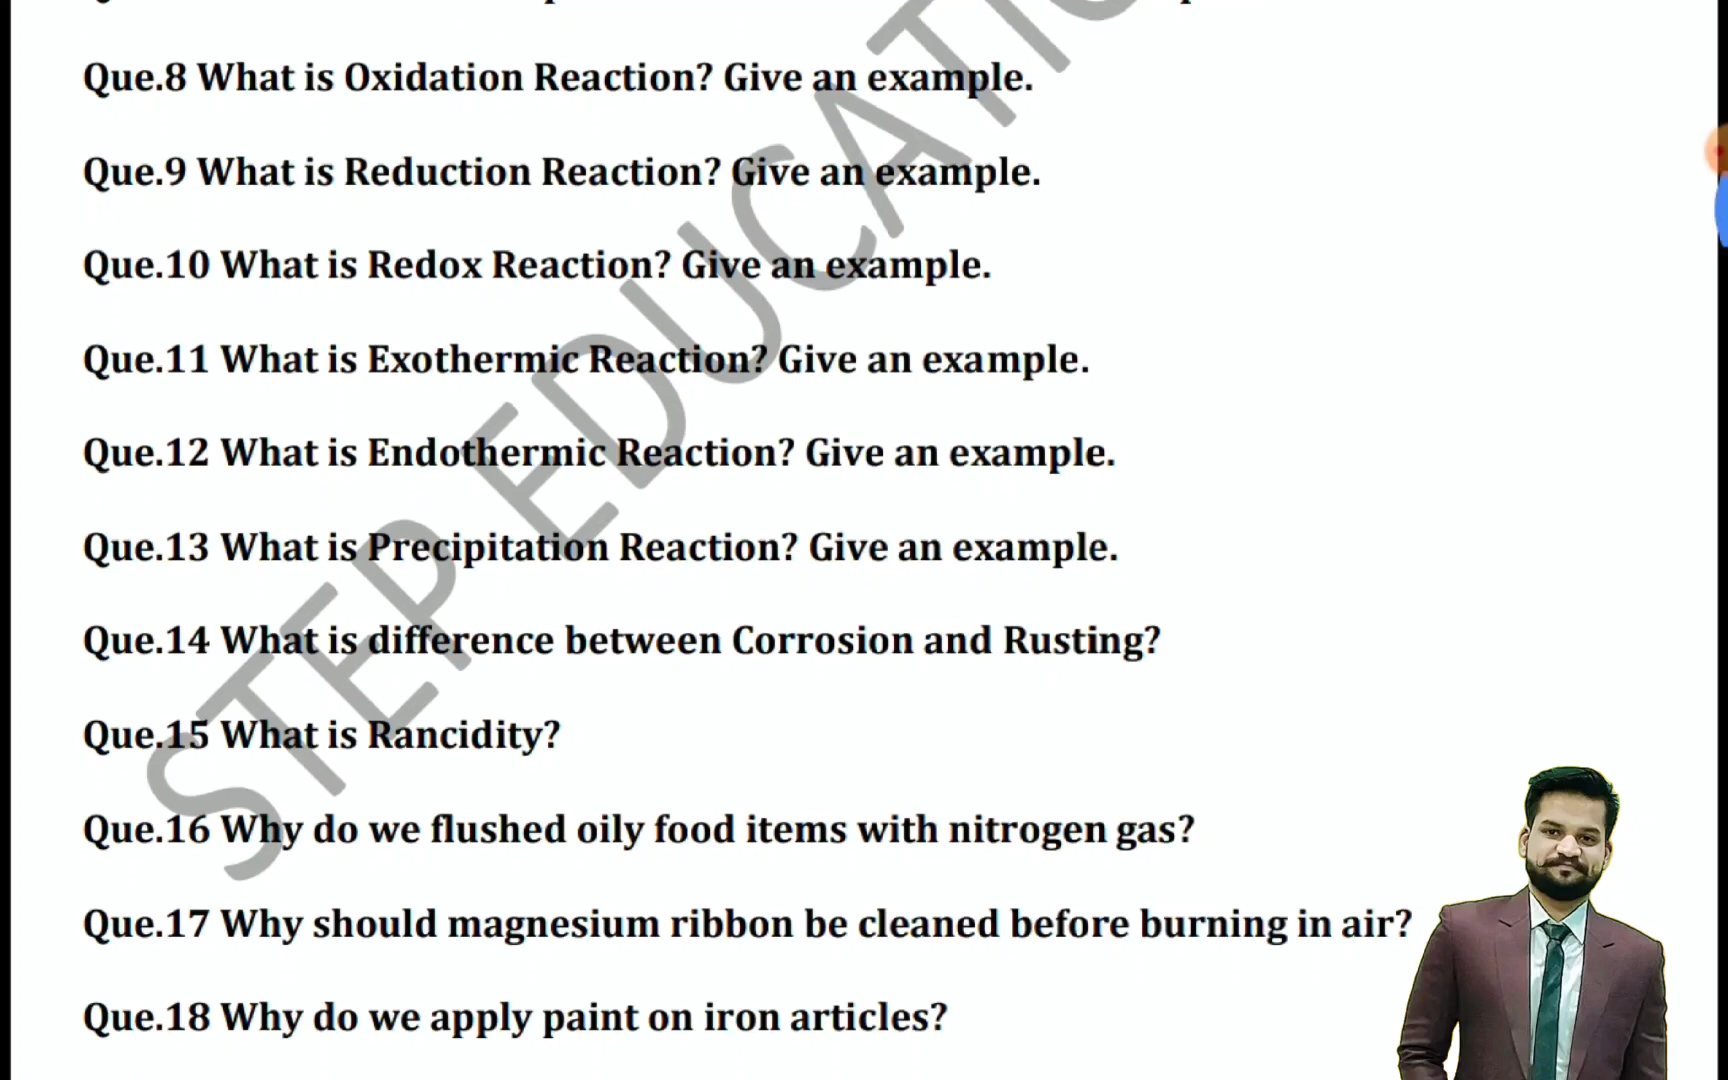 Que.8 What is Oxidation Reaction? Give an example.
Que.9 What is Reduction Reaction? Give an example.
Que.10 What is Redox Reaction? Give an example.
Que.11 What is Exothermic Reaction? Give an example.
Que.12 What is Endothermic Reaction? Give an example.
Que.13 What is Precipitation Reaction? Give an example.
Que.14 What is difference between Corrosion and Rusting?
Que.15 What is Rancidity?
Que.16 Why do we flushed oily food items with nitrogen gas?
Que.17 Why should magnesium ribbon be cleaned before burning in air?
Que.18 Why do we apply paint on iron articles?
STEP